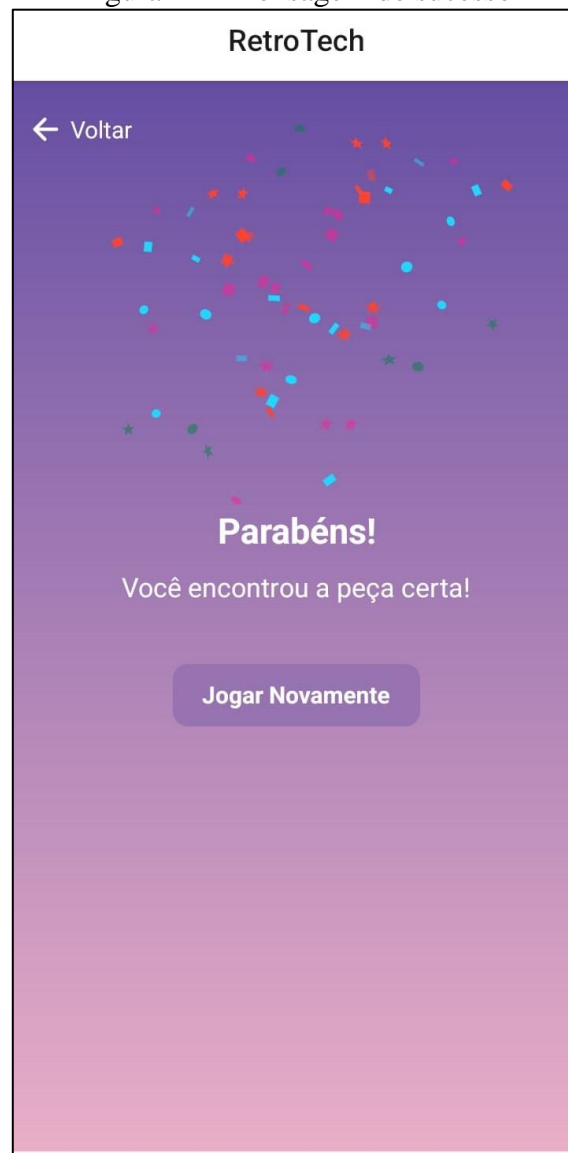 RetroTech
Voltar
Parabéns!
Você encontrou a peça certa!
Jogar Novamente